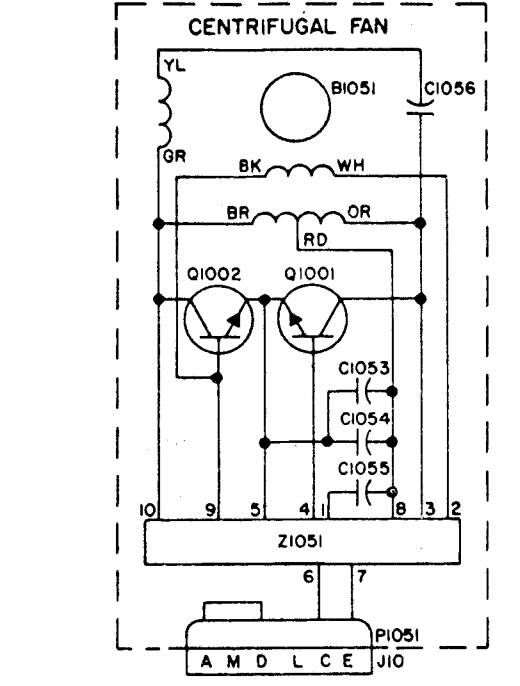 CENTRIFUGAL FAN
YL
B1051
C1056
GR
BK WH
BR OR
RD
Q1002 Q1001
C1053
C1054
C1055
10 9 5 4 1 8 3 2
Z1051
6 7
P1051
A M D L C E J10